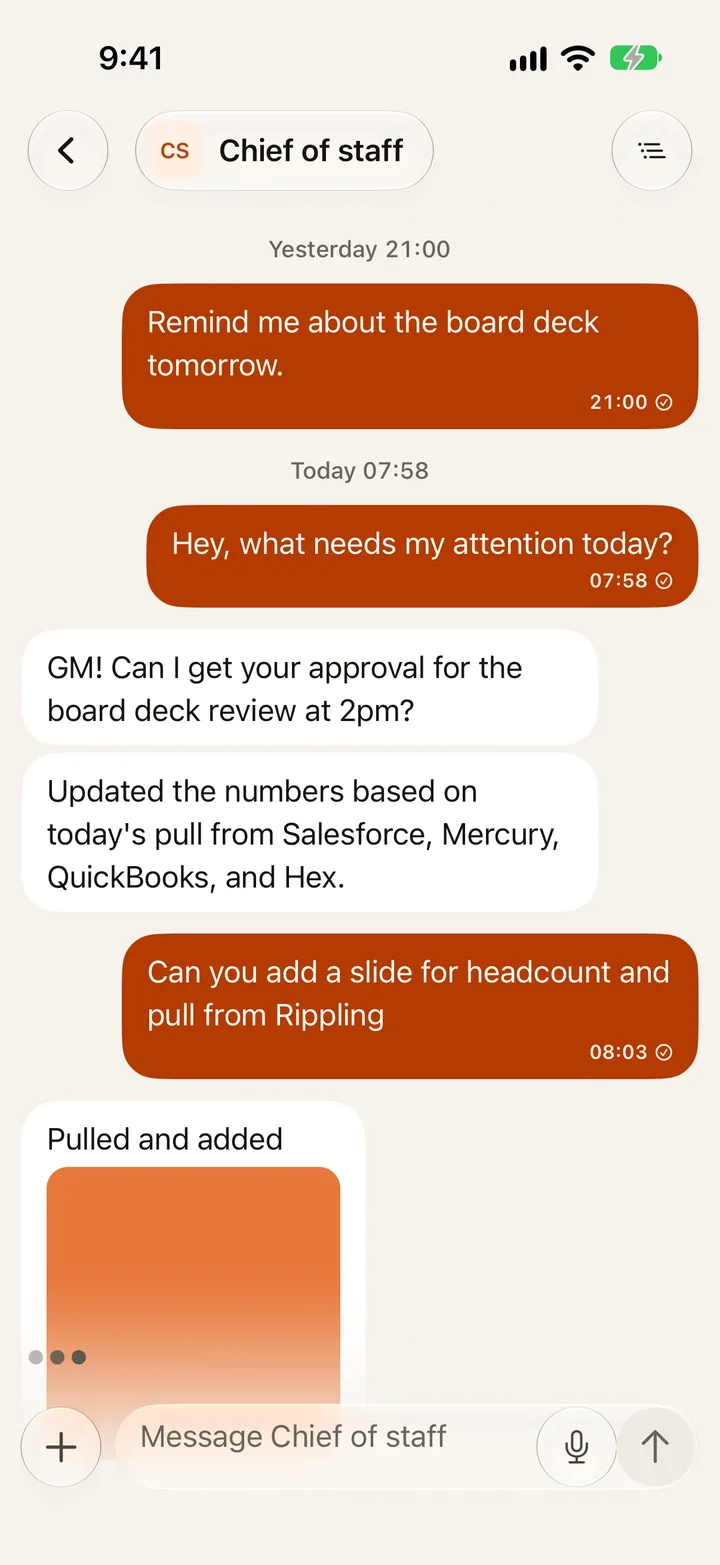 9:41
CS Chief of staff
Yesterday 21:00
Remind me about the board deck
tomorrow.
21:00
Today 07:58
Hey, what needs my attention today?
07:58
GM! Can I get your approval for the
board deck review at 2pm?
Updated the numbers based on
today's pull from Salesforce, Mercury,
QuickBooks, and Hex.
Can you add a slide for headcount and
pull from Rippling
08:03
Pulled and added
Message Chief of staff